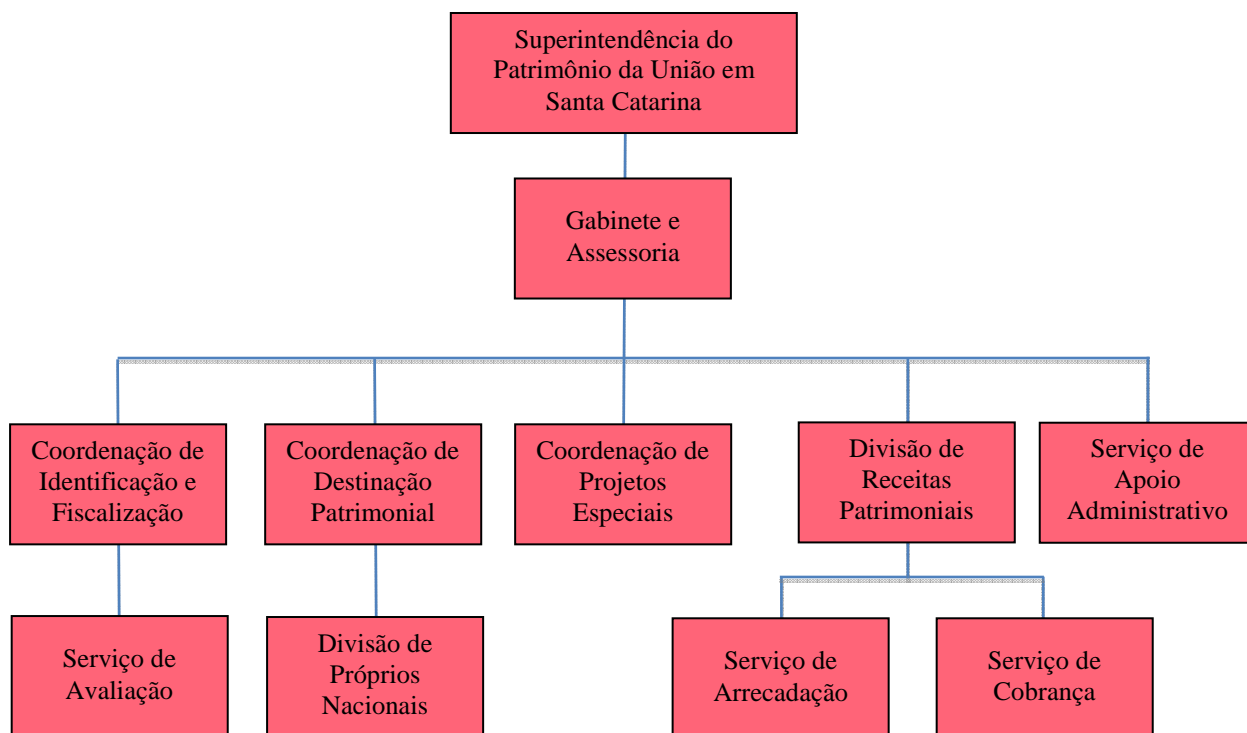 Superintendência do
Patrimônio da União em
Santa Catarina
Gabinete e
Assessoria
Coordenação de
Identificação e
Fiscalização
Coordenação de
Destinação
Patrimonial
Coordenação de
Projetos
Especiais
Divisão de
Receitas
Patrimoniais
Serviço de
Apoio
Administrativo
Serviço de
Avaliação
Divisão de
Próprios
Nacionais
Serviço de
Arrecadação
Serviço de
Cobrança